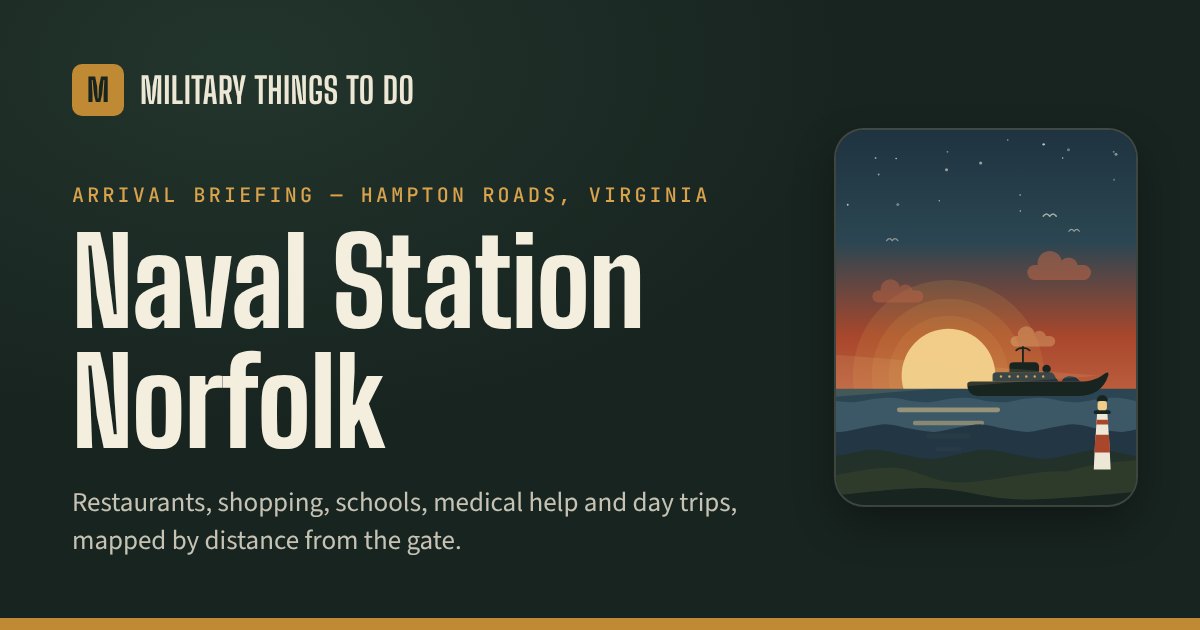 M
MILITARY THINGS TO DO
ARRIVAL BRIEFING — HAMPTON ROADS, VIRGINIA
Naval Station
Norfolk
Restaurants, shopping, schools, medical help and day trips,
mapped by distance from the gate.